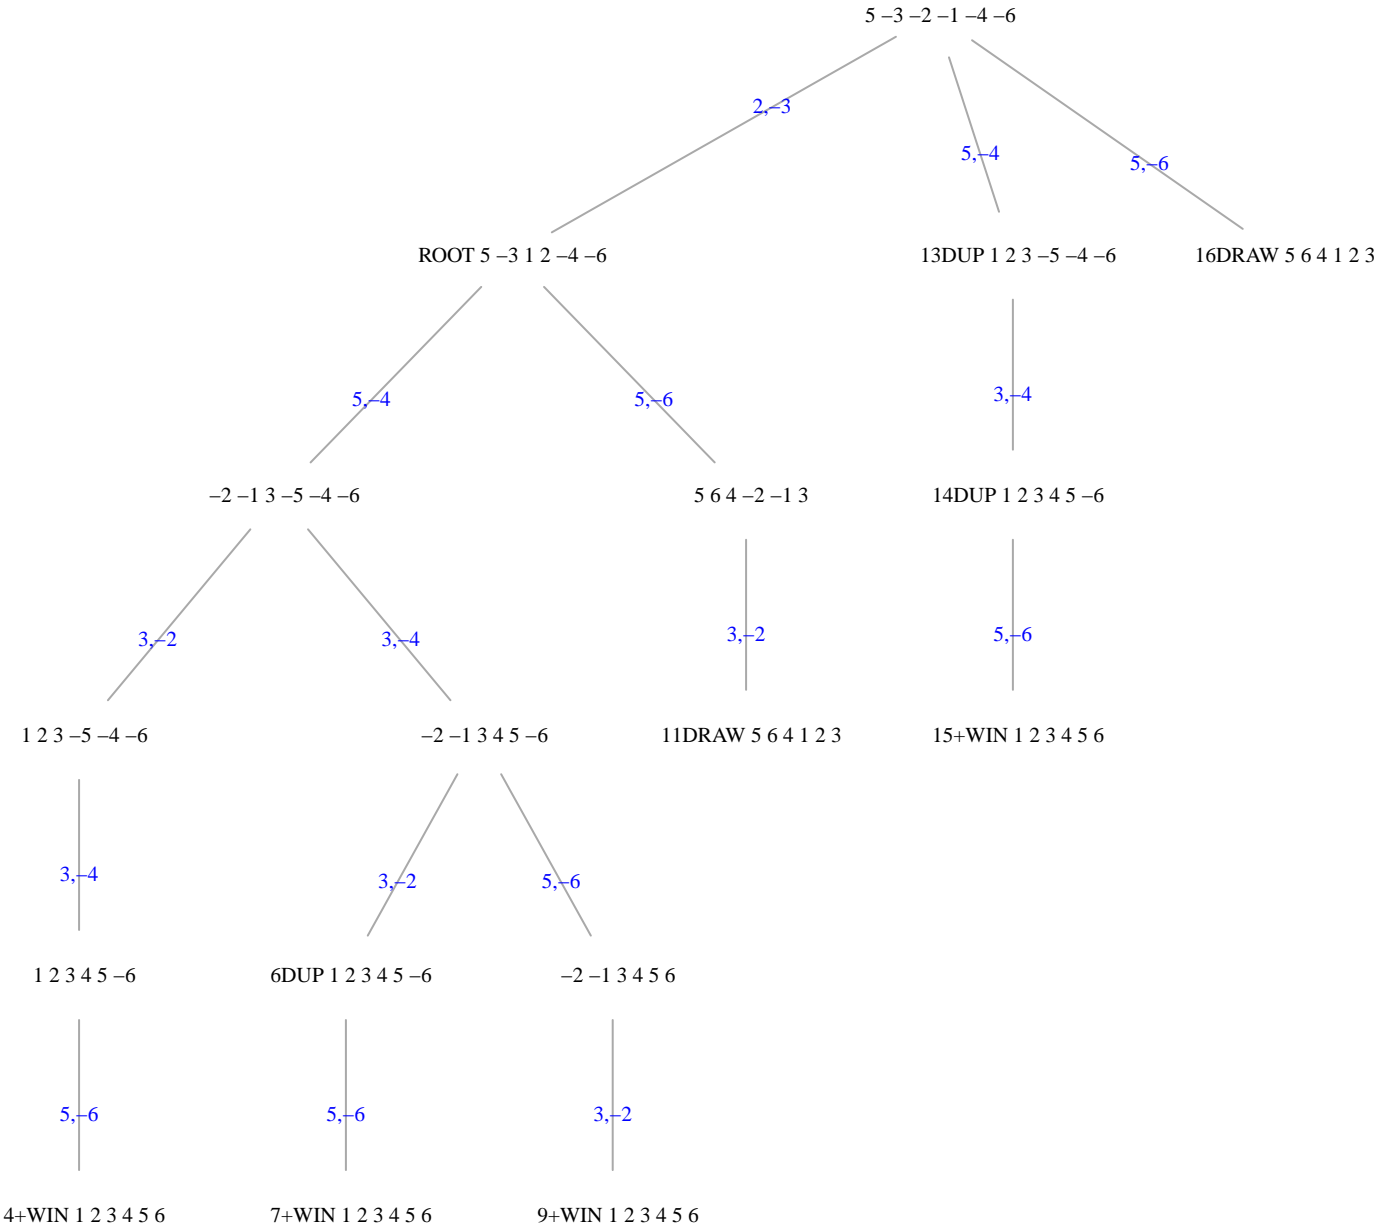 5 –3 –2 –1 –4 –6
2,–3
5,–4
5,–6
ROOT 5 –3 1 2 –4 –6
13DUP 1 2 3 –5 –4 –6
16DRAW 5 6 4 1 2 3
5,–4
5,–6
3,–4
–2 –1 3 –5 –4 –6
5 6 4 –2 –1 3
14DUP 1 2 3 4 5 –6
3,–2
3,–4
3,–2
5,–6
1 2 3 –5 –4 –6
–2 –1 3 4 5 –6
11DRAW 5 6 4 1 2 3
15+WIN 1 2 3 4 5 6
3,–4
3,–2
5,–6
1 2 3 4 5 –6
6DUP 1 2 3 4 5 –6
–2 –1 3 4 5 6
5,–6
5,–6
3,–2
4+WIN 1 2 3 4 5 6
7+WIN 1 2 3 4 5 6
9+WIN 1 2 3 4 5 6